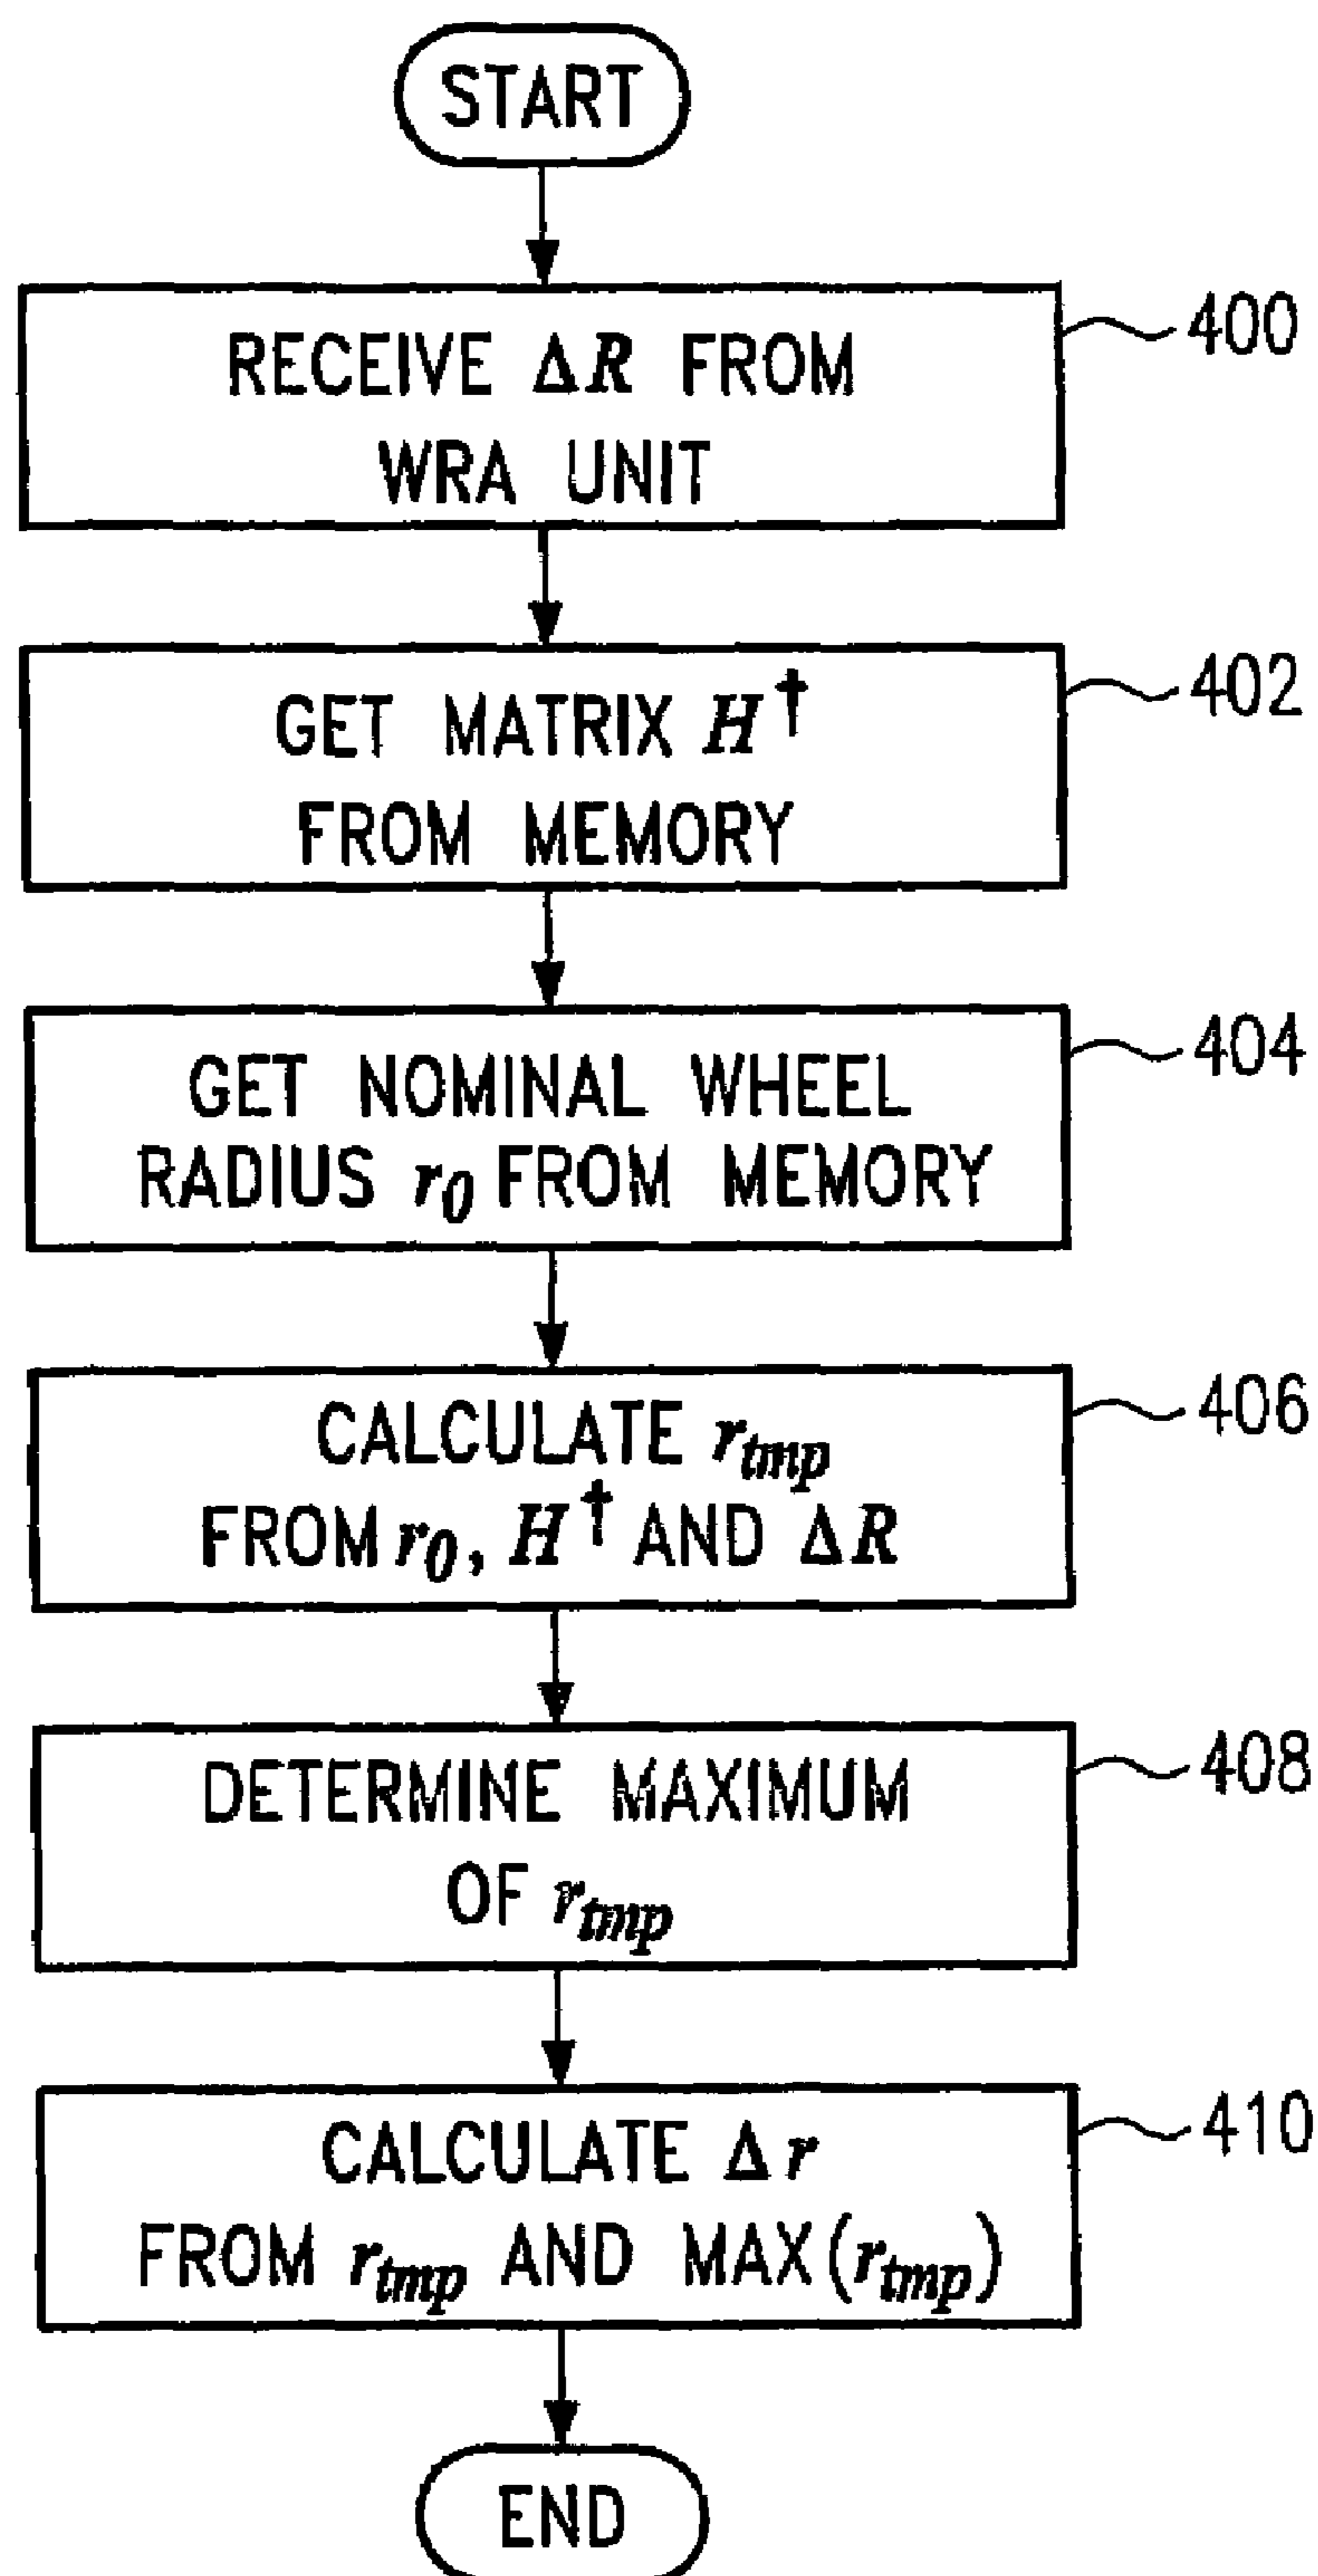 START
RECEIVE ΔR FROM
WRA UNIT
400
GET MATRIX H†
FROM MEMORY
402
GET NOMINAL WHEEL
RADIUS r0 FROM MEMORY
404
CALCULATE rtmp
FROM r0, H† AND ΔR
406
DETERMINE MAXIMUM
OF rtmp
408
CALCULATE Δr
FROM rtmp AND MAX(rtmp)
410
END